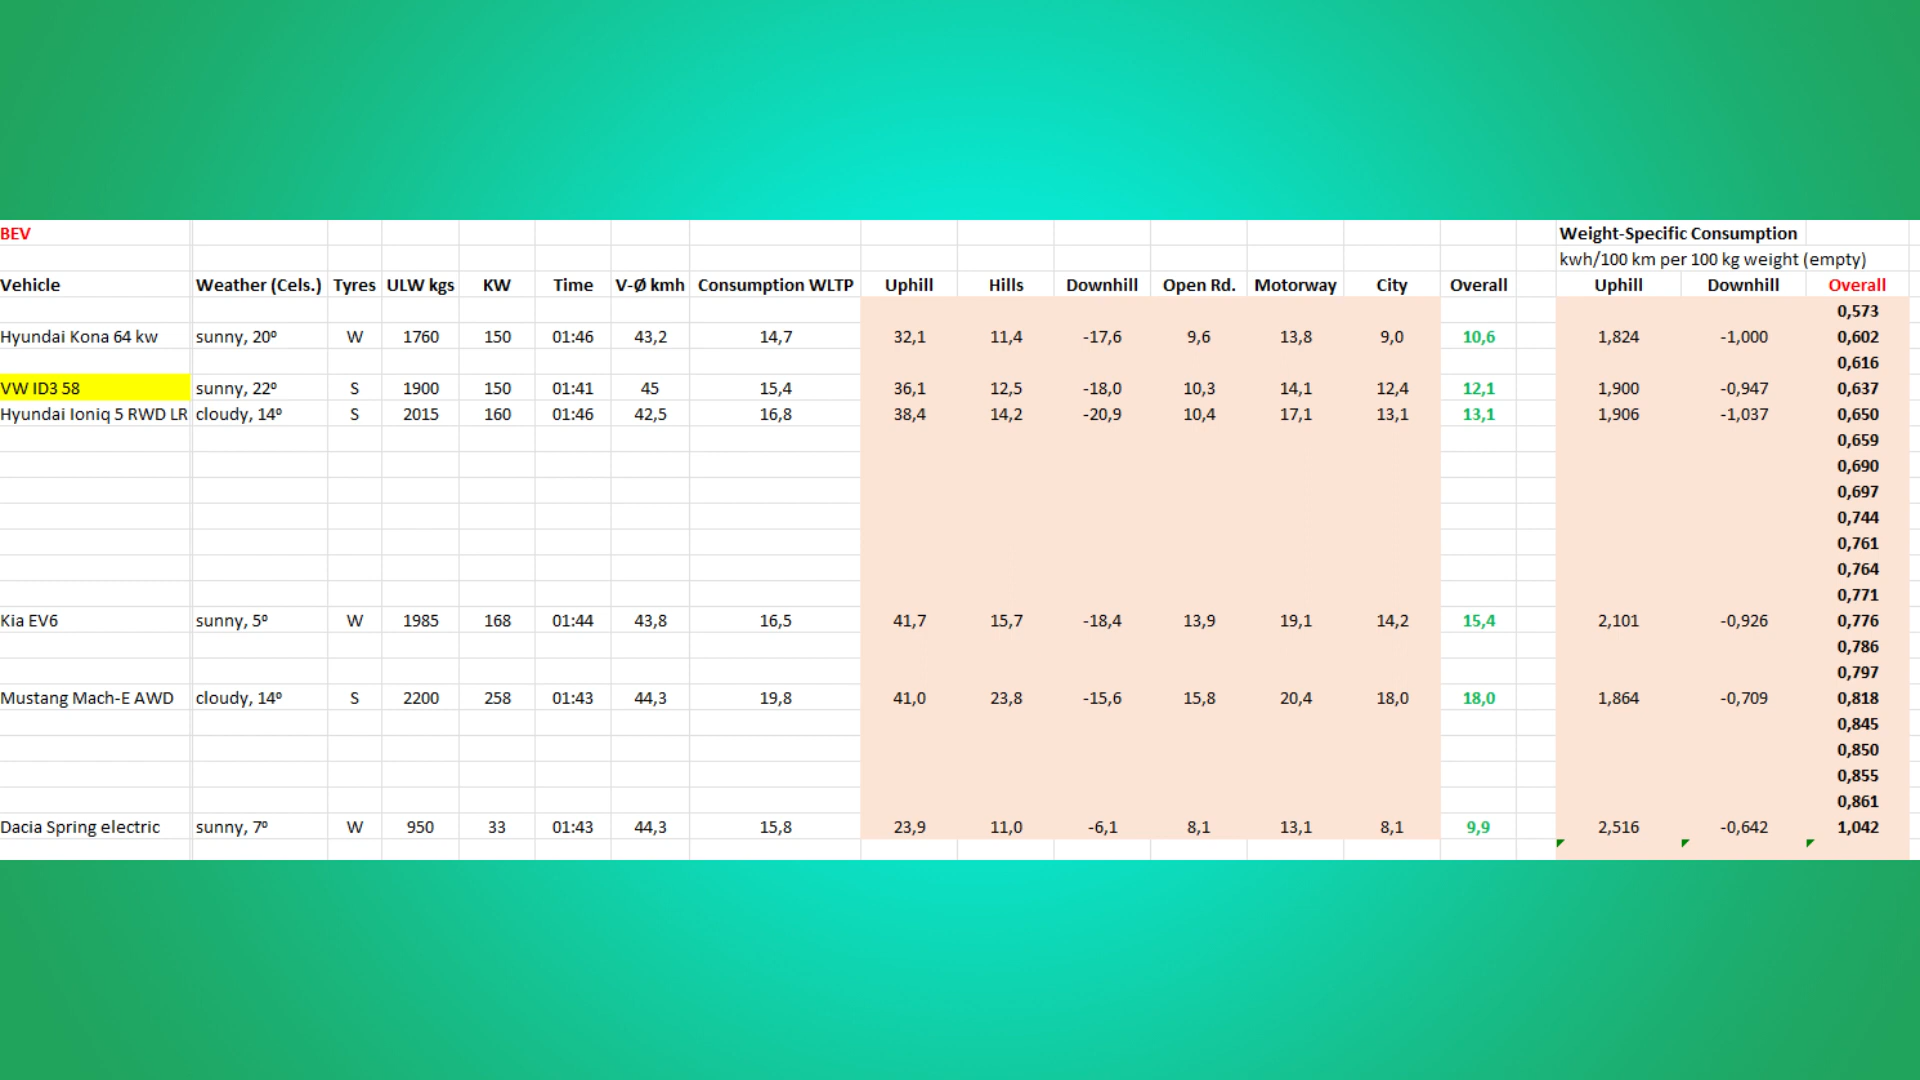 BEV Weight-Specific Consumption
kwh/100 km per 100 kg weight (empty)
Vehicle Weather (Cels.) Tyres ULW kgs KW Time V-Ø kmh Consumption WLTP Uphill Hills Downhill Open Rd. Motorway City Overall Uphill Downhill Overall
0,573
Hyundai Kona 64 kw sunny, 20º W 1760 150 01:46 43,2 14,7 32,1 11,4 -17,6 9,6 13,8 9,0 10,6 1,824 -1,000 0,602
0,616
VW ID3 58 sunny, 22º S 1900 150 01:41 45 15,4 36,1 12,5 -18,0 10,3 14,1 12,4 12,1 1,900 -0,947 0,637
Hyundai Ioniq 5 RWD LR cloudy, 14º S 2015 160 01:46 42,5 16,8 38,4 14,2 -20,9 10,4 17,1 13,1 13,1 1,906 -1,037 0,650
0,659
0,690
0,697
0,744
0,761
0,764
0,771
Kia EV6 sunny, 5º W 1985 168 01:44 43,8 16,5 41,7 15,7 -18,4 13,9 19,1 14,2 15,4 2,101 -0,926 0,776
0,786
0,797
Mustang Mach-E AWD cloudy, 14º S 2200 258 01:43 44,3 19,8 41,0 23,8 -15,6 15,8 20,4 18,0 18,0 1,864 -0,709 0,818
0,845
0,850
0,855
0,861
Dacia Spring electric sunny, 7º W 950 33 01:43 44,3 15,8 23,9 11,0 -6,1 8,1 13,1 8,1 9,9 2,516 -0,642 1,042